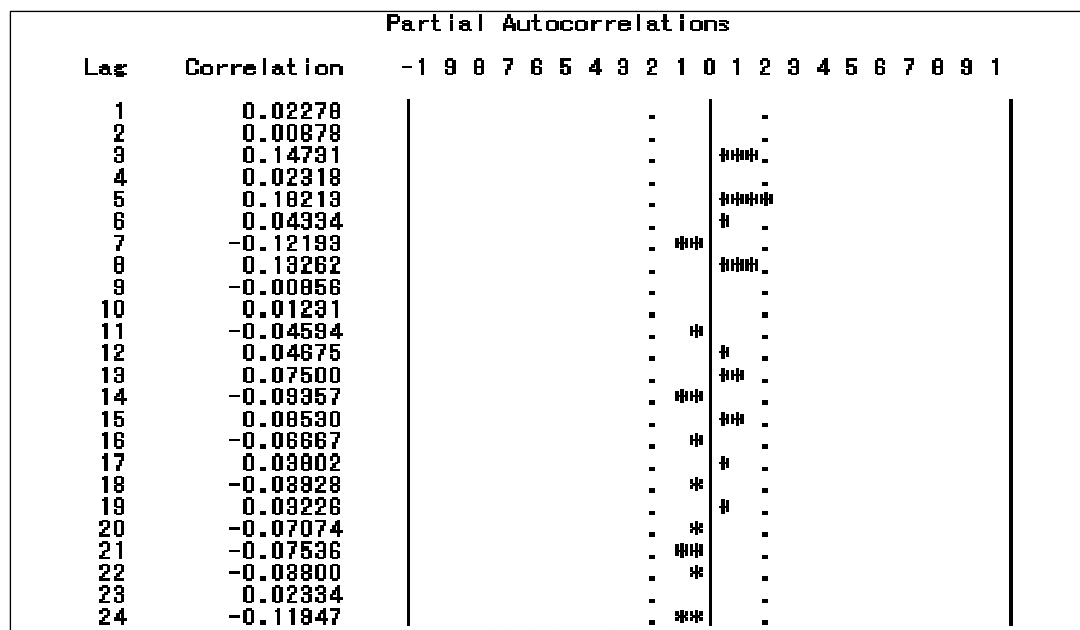 Partial Autocorrelations
Lag Correlation -1 9 8 7 6 5 4 3 2 1 0 1 2 3 4 5 6 7 8 9 1
1 0.02278 | . | . |
2 0.00878 | . | . |
3 0.14731 | . |***. |
4 0.02318 | . | . |
5 0.18213 | . |**** |
6 0.04334 | . |* . |
7 -0.12193 | . **| . |
8 0.13262 | . |***. |
9 -0.00856 | . | . |
10 0.01231 | . | . |
11 -0.04594 | . *| . |
12 0.04675 | . |* . |
13 0.07500 | . |** . |
14 -0.09357 | . **| . |
15 0.08530 | . |** . |
16 -0.06667 | . *| . |
17 0.03802 | . |* . |
18 -0.03928 | . *| . |
19 0.03226 | . |* . |
20 -0.07074 | . *| . |
21 -0.07536 | . **| . |
22 -0.03800 | . *| . |
23 0.02334 | . | . |
24 -0.11947 | . **| . |